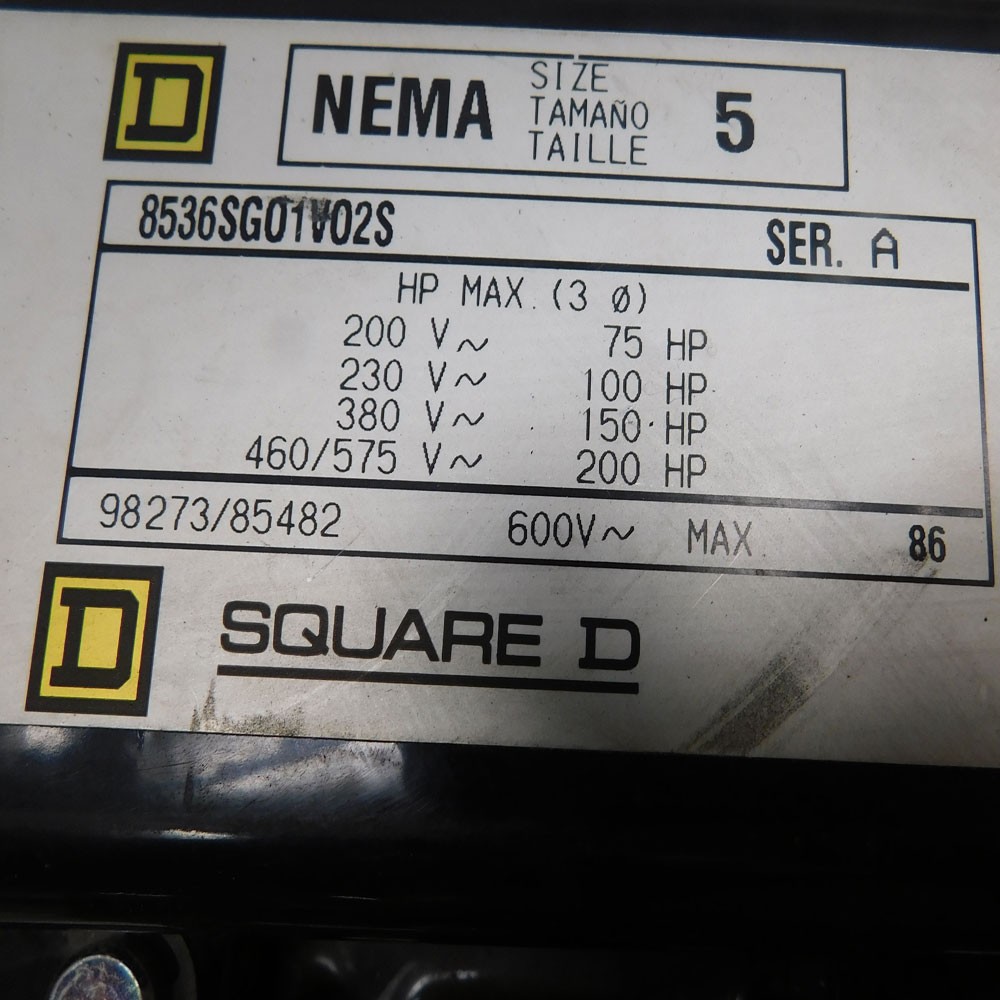 D
NEMA SIZE TAMAÑO TAILLE 5
8536SGO1V02S SER. A
HP MAX. (3 ø)
200 V~ 75 HP
230 V~ 100 HP
380 V~ 150 HP
460/575 V~ 200 HP
98273/85482 600V~ MAX 86
D SQUARE D